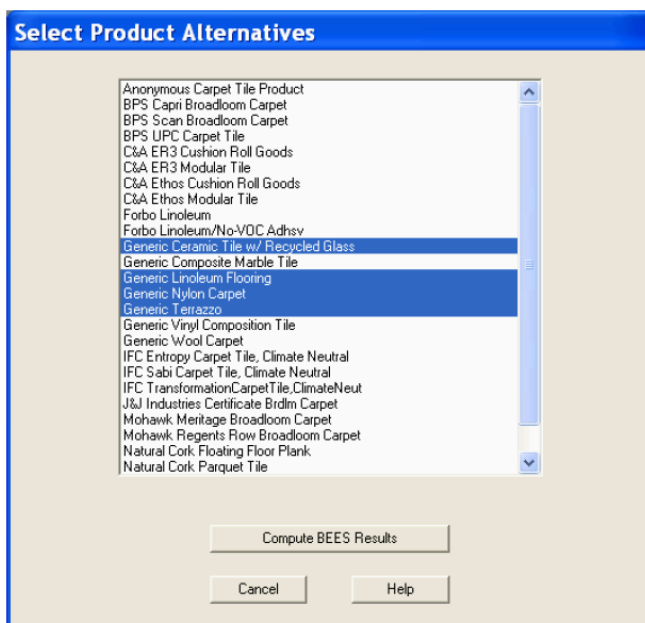 Select Product Alternatives
Anonymous Carpet Tile Product
BPS Capri Broadloom Carpet
BPS Scan Broadloom Carpet
BPS UPC Carpet Tile
C&A ER3 Cushion Roll Goods
C&A ER3 Modular Tile
C&A Ethos Cushion Roll Goods
C&A Ethos Modular Tile
Forbo Linoleum
Forbo Linoleum/No-VOC Adhsv
Generic Ceramic Tile w/ Recycled Glass
Generic Composite Marble Tile
Generic Linoleum Flooring
Generic Nylon Carpet
Generic Terrazzo
Generic Vinyl Composition Tile
Generic Wool Carpet
IFC Entropy Carpet Tile, Climate Neutral
IFC Sabi Carpet Tile, Climate Neutral
IFC TransformationCarpetTile,ClimateNeut
J&J Industries Certificate Brdlm Carpet
Mohawk Meritage Broadloom Carpet
Mohawk Regents Row Broadloom Carpet
Natural Cork Floating Floor Plank
Natural Cork Parquet Tile
Compute BEES Results
Cancel Help